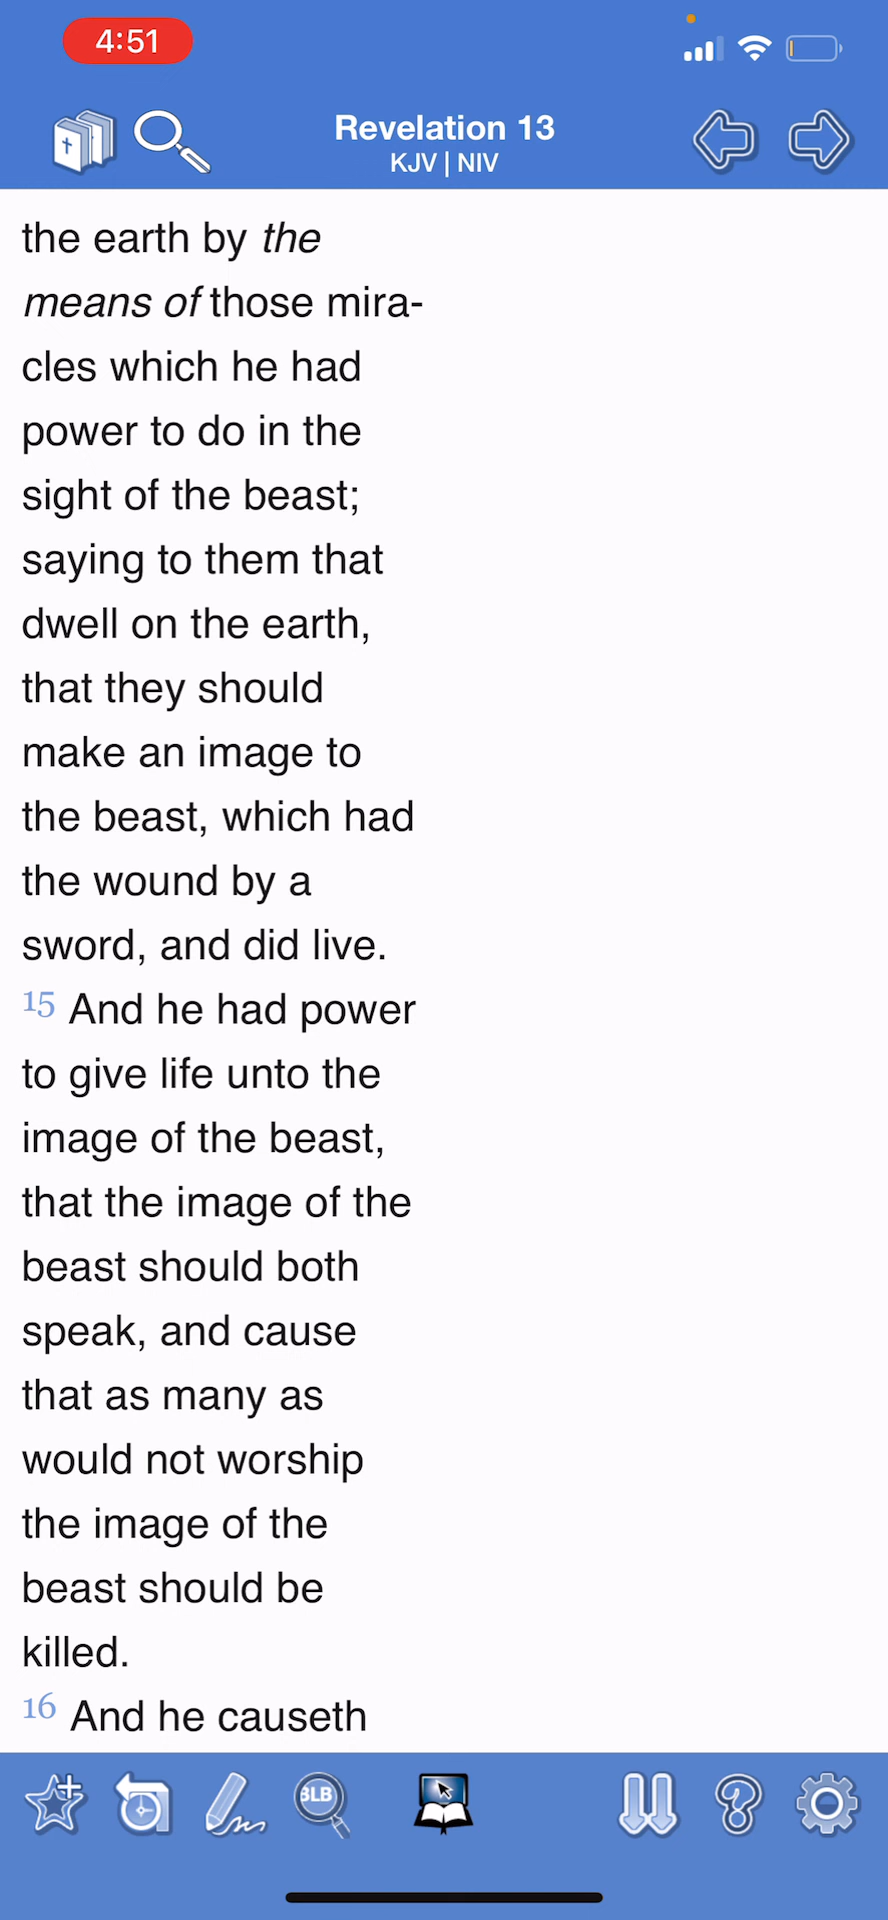 4:51
Revelation 13
KJV | NIV
the earth by the
means of those mira-
cles which he had
power to do in the
sight of the beast;
saying to them that
dwell on the earth,
that they should
make an image to
the beast, which had
the wound by a
sword, and did live.
15 And he had power
to give life unto the
image of the beast,
that the image of the
beast should both
speak, and cause
that as many as
would not worship
the image of the
beast should be
killed.
16 And he causeth
BLB